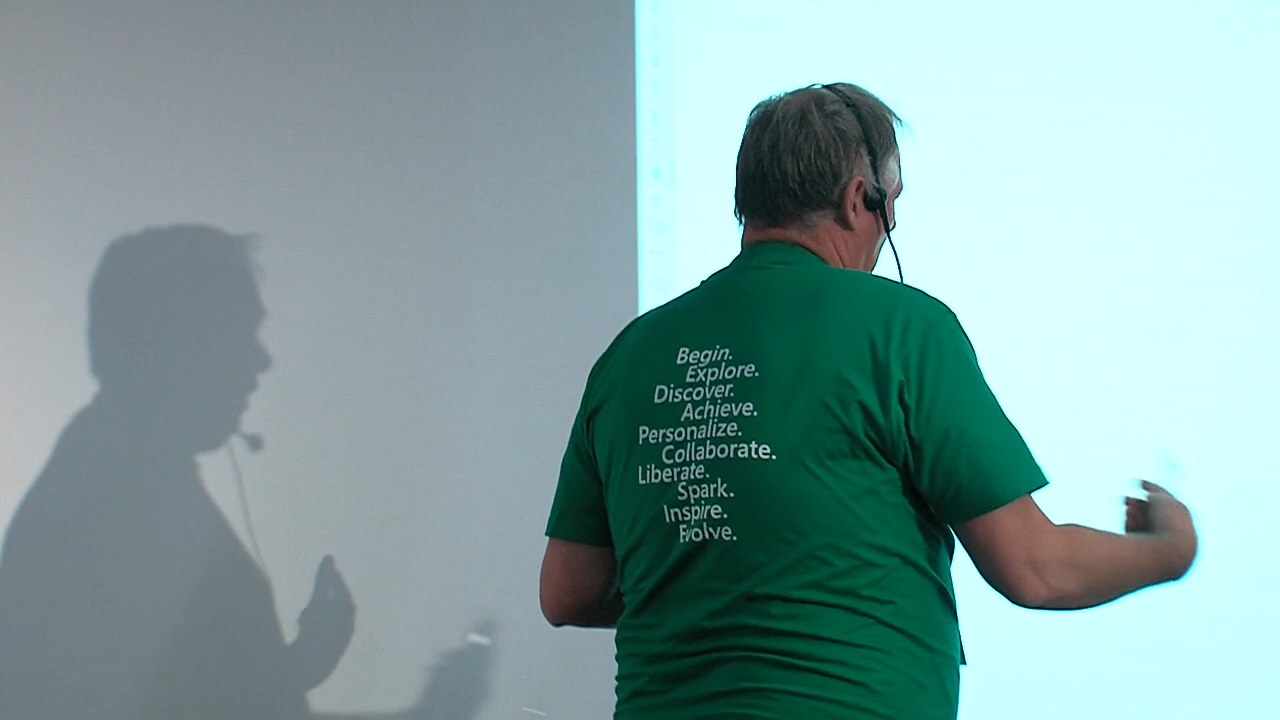 Begin.
Explore.
Discover.
Achieve.
Personalize.
Collaborate.
Liberate.
Spark.
Inspire.
Evolve.